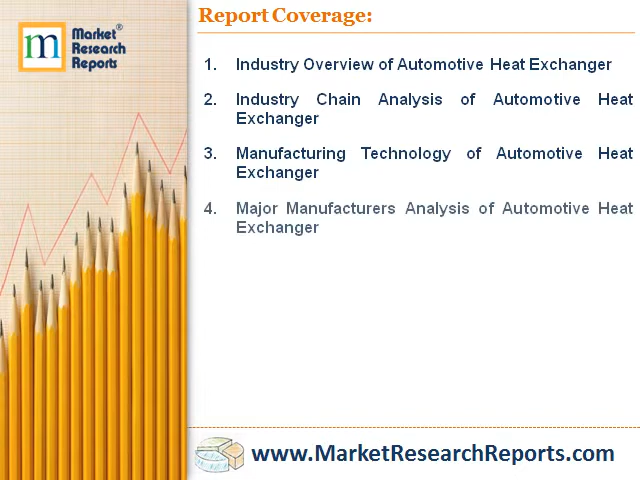 Market®
Research
Reports
m
Report Coverage:
1. Industry Overview of Automotive Heat Exchanger
2. Industry Chain Analysis of Automotive Heat
Exchanger
3. Manufacturing Technology of Automotive Heat
Exchanger
4. Major Manufacturers Analysis of Automotive Heat
Exchanger
www.MarketResearchReports.com